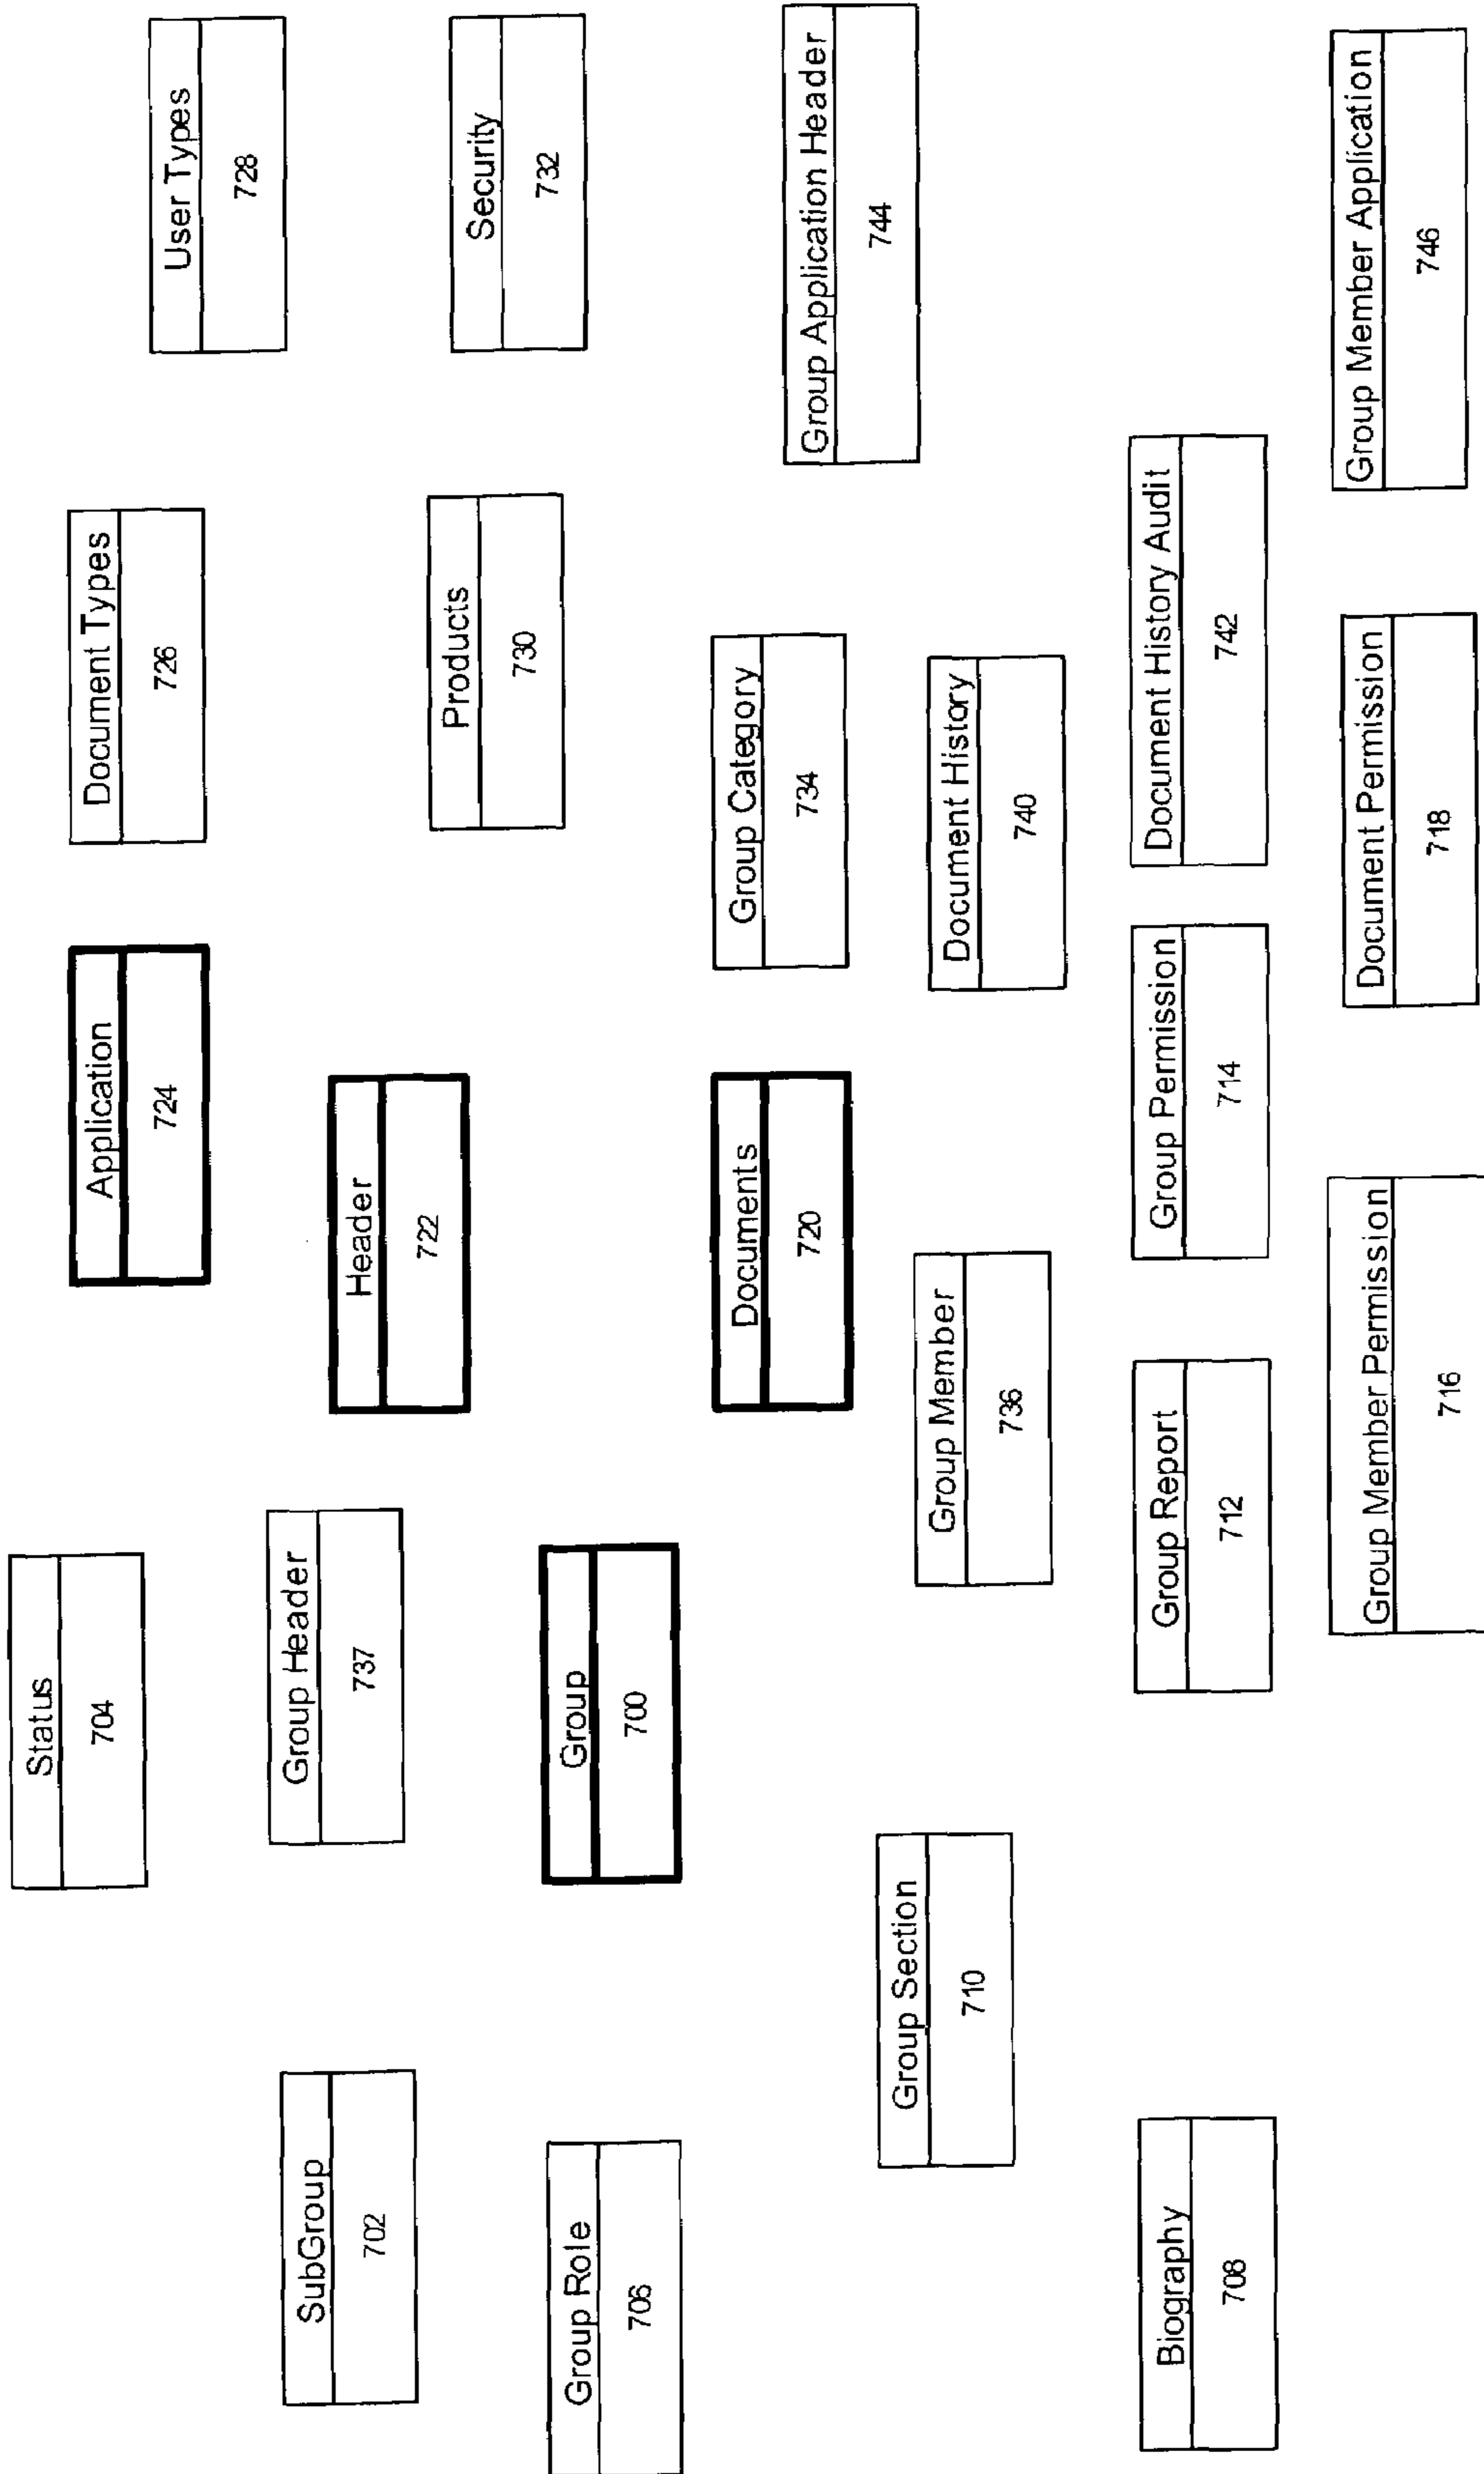 Status
704
Application
724
Document Types
726
User Types
728
SubGroup
702
Group Header
737
Header
722
Products
730
Security
732
Group Role
706
Group
700
Documents
720
Group Category
734
Group Application Header
744
Group Section
710
Group Member
736
Document History
740
Biography
708
Group Report
712
Group Permission
714
Document History Audit
742
Group Member Permission
716
Document Permission
718
Group Member Application
746